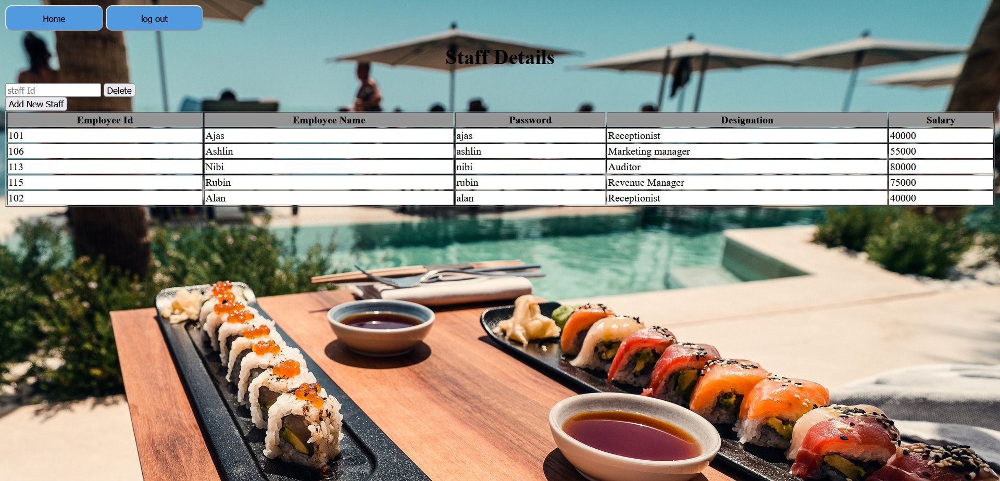 Home log out
Staff Details
staff Id Delete
Add New Staff
Employee Id Employee Name Password Designation Salary
101 Ajas ajas Receptionist 40000
106 Ashlin ashlin Marketing manager 55000
113 Nibi nibi Auditor 80000
115 Rubin rubin Revenue Manager 75000
102 Alan alan Receptionist 40000